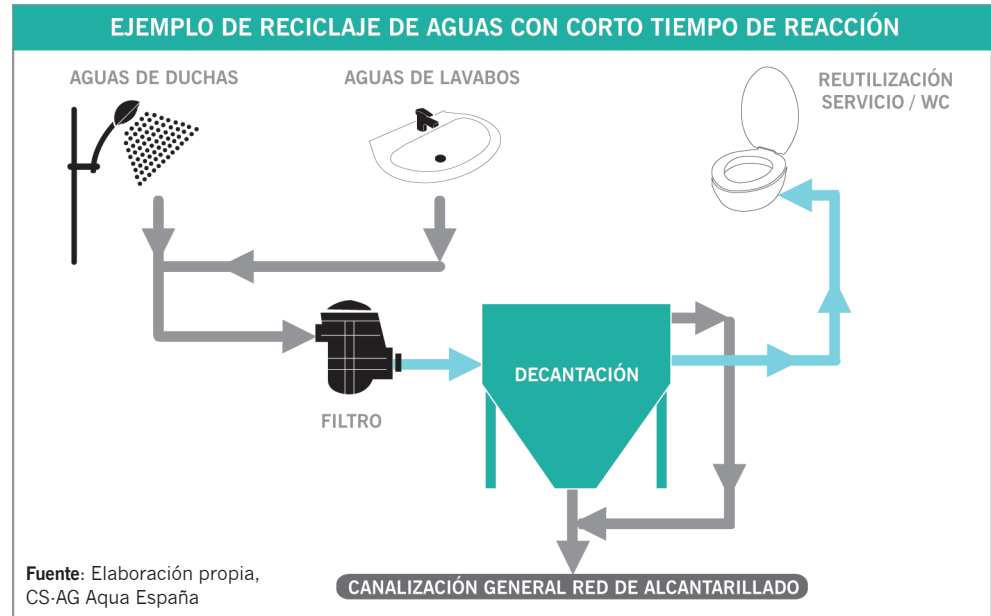 EJEMPLO DE RECICLAJE DE AGUAS CON CORTO TIEMPO DE REACCIÓN
AGUAS DE DUCHAS
AGUAS DE LAVABOS
REUTILIZACIÓN
SERVICIO / WC
DECANTACIÓN
FILTRO
Fuente: Elaboración propia,
CS-AG Aqua España
CANALIZACIÓN GENERAL RED DE ALCANTARILLADO